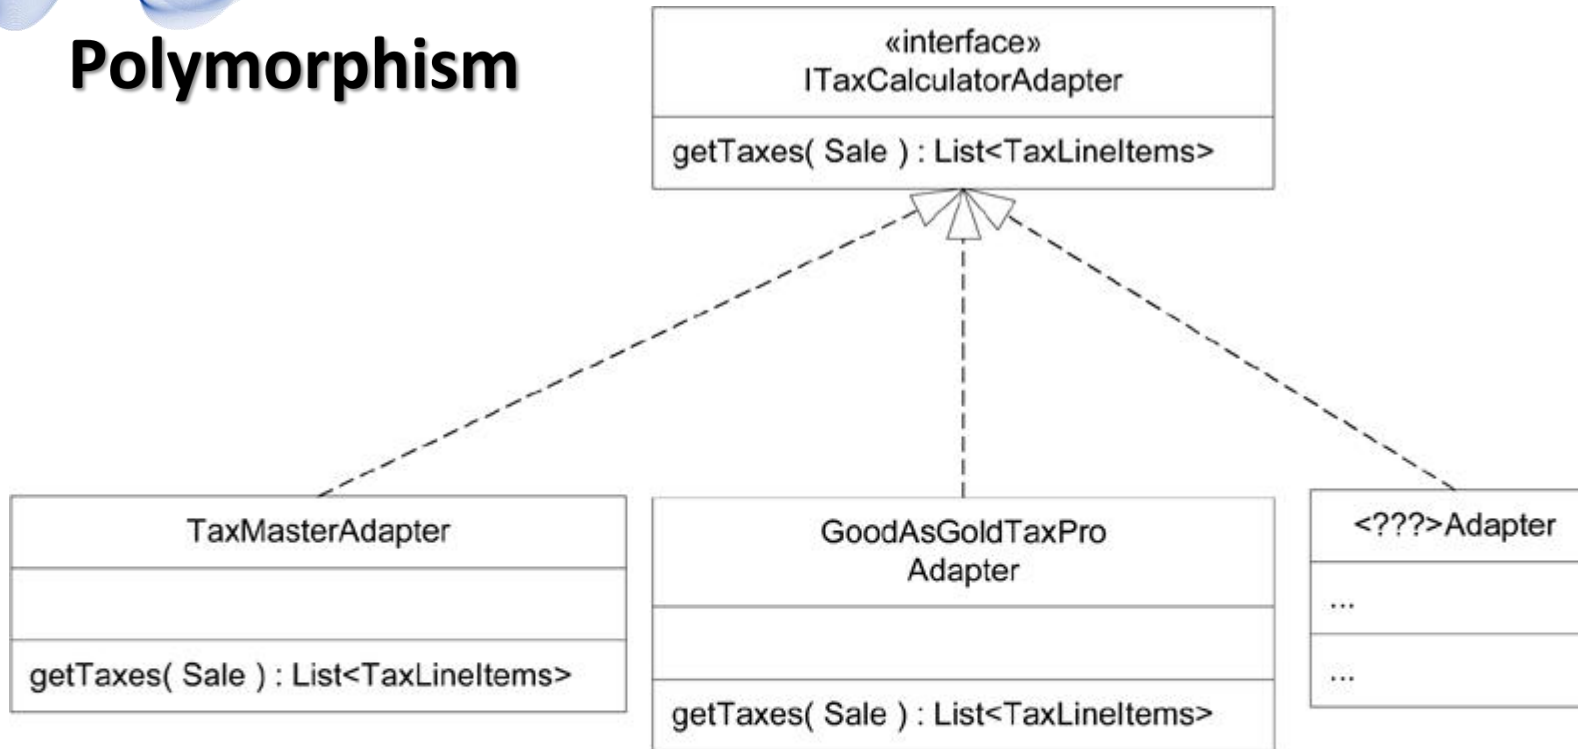 Polymorphism
«interface»
ITaxCalculatorAdapter
getTaxes( Sale ) : List<TaxLineItems>
TaxMasterAdapter
getTaxes( Sale ) : List<TaxLineItems>
GoodAsGoldTaxPro
Adapter
getTaxes( Sale ) : List<TaxLineItems>
<???>Adapter
...
...